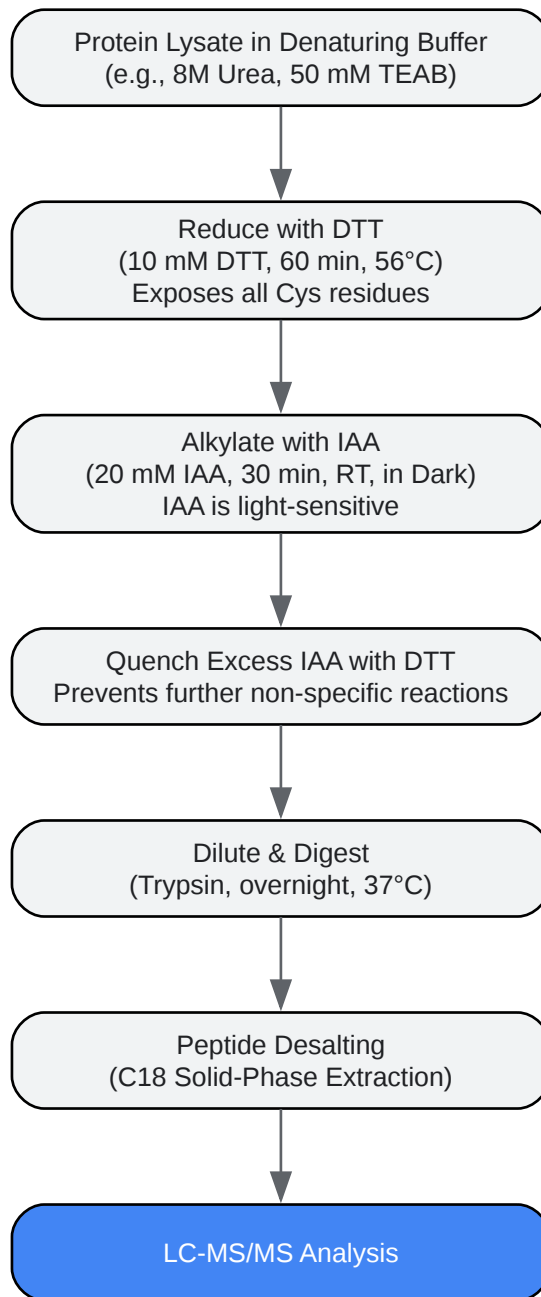 Protein Lysate in Denaturing Buffer
(e.g., 8M Urea, 50 mM TEAB)
Reduce with DTT
(10 mM DTT, 60 min, 56°C)
Exposes all Cys residues
Alkylate with IAA
(20 mM IAA, 30 min, RT, in Dark)
IAA is light-sensitive
Quench Excess IAA with DTT
Prevents further non-specific reactions
Dilute & Digest
(Trypsin, overnight, 37°C)
Peptide Desalting
(C18 Solid-Phase Extraction)
LC-MS/MS Analysis